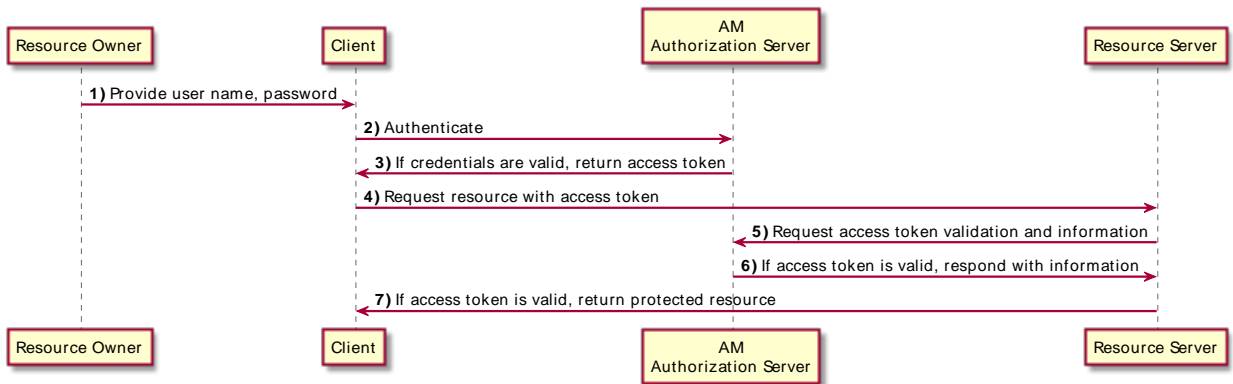 Resource Owner
Client
AM
Authorization Server
Resource Server
1) Provide user name, password
2) Authenticate
3) If credentials are valid, return access token
4) Request resource with access token
5) Request access token validation and information
6) If access token is valid, respond with information
7) If access token is valid, return protected resource
Resource Owner
Client
AM
Authorization Server
Resource Server